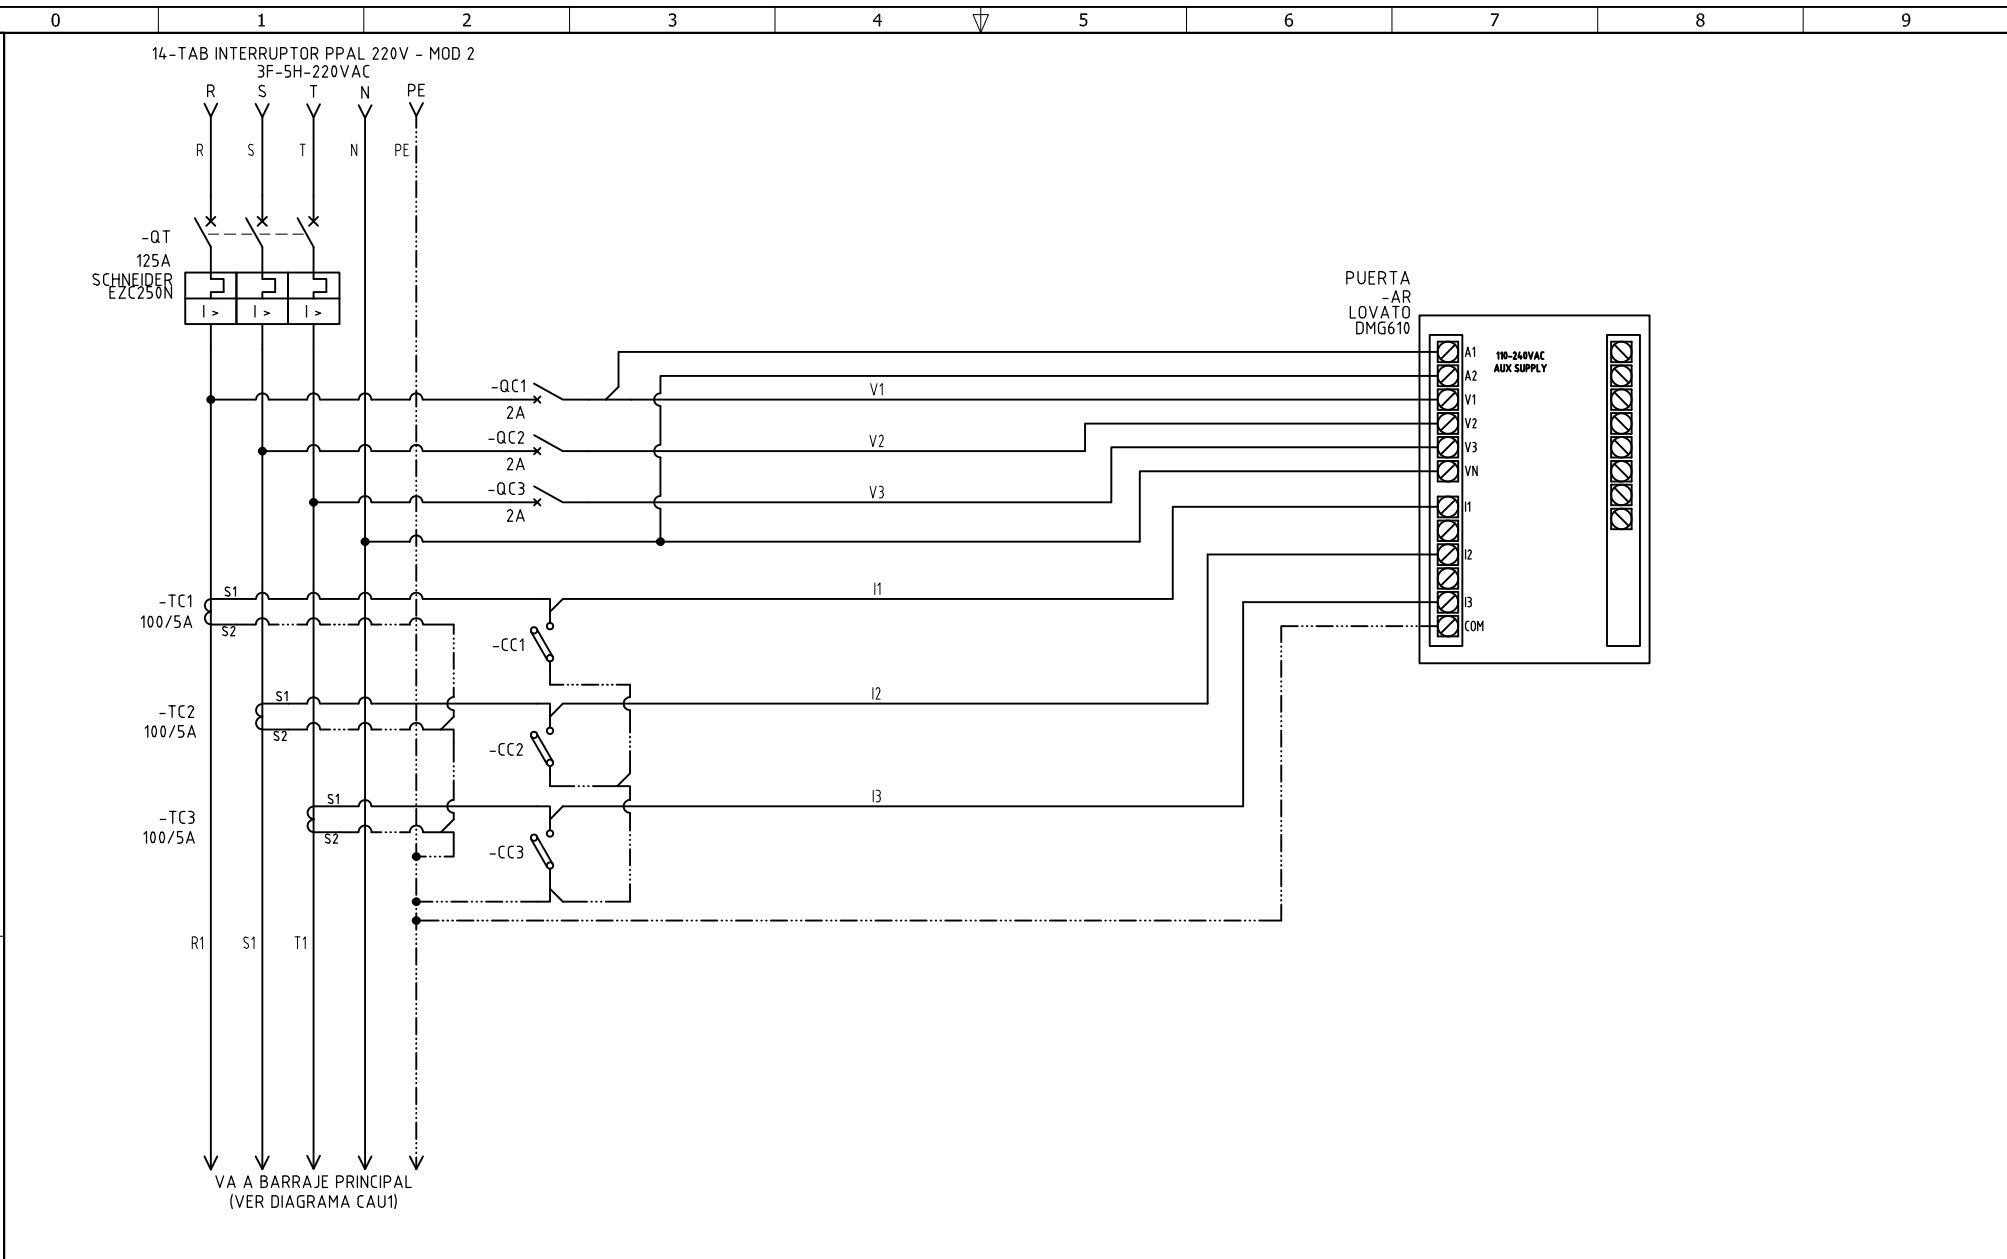 0 1 2 3 4 5 6 7 8 9
14-TAB INTERRUPTOR PPAL 220V - MOD 2
3F-5H-220VAC
R S T N PE
R S T N PE
-QT
125A
SCHNEIDER
EZC250N
I > I > I >
PUERTA
-AR
LOVATO
DMG610
A1
110-240VAC
AUX SUPPLY
A2
V1
V2
V3
VN
I1
I2
I3
COM
-QC1
2A
V1
-QC2
2A
V2
-QC3
2A
V3
-TC1
100/5A
S1
S2
I1
-CC1
-TC2
100/5A
S1
S2
I2
-CC2
-TC3
100/5A
S1
S2
I3
-CC3
R1 S1 T1
VA A BARRAJE PRINCIPAL
(VER DIAGRAMA CAU1)